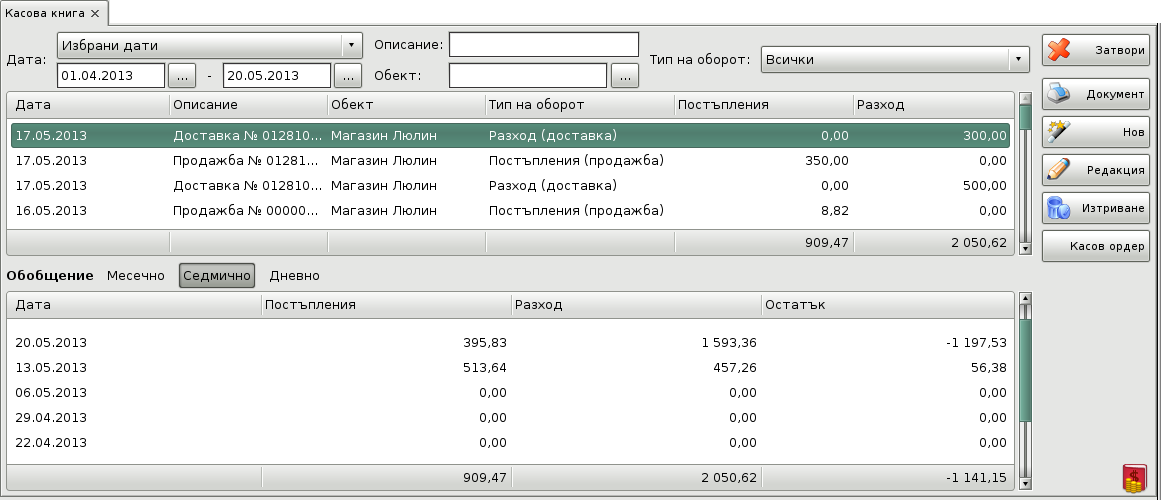 Касова книга ×
Дата: Избрани дати Описание:
01.04.2013 ... - 20.05.2013 ... Обект: ... Тип на оборот: Всички
Затвори
Документ
Нов
Редакция
Изтриване
Касов ордер
Дата Описание Обект Тип на оборот Постъпления Разход
17.05.2013 Доставка № 012810... Магазин Люлин Разход (доставка) 0,00 300,00
17.05.2013 Продажба № 01281... Магазин Люлин Постъпления (продажба) 350,00 0,00
17.05.2013 Доставка № 012810... Магазин Люлин Разход (доставка) 0,00 500,00
16.05.2013 Продажба № 00000... Магазин Люлин Постъпления (продажба) 8,82 0,00
909,47 2 050,62
Обобщение Месечно Седмично Дневно
Дата Постъпления Разход Остатък
20.05.2013 395,83 1 593,36 -1 197,53
13.05.2013 513,64 457,26 56,38
06.05.2013 0,00 0,00 0,00
29.04.2013 0,00 0,00 0,00
22.04.2013 0,00 0,00 0,00
909,47 2 050,62 -1 141,15